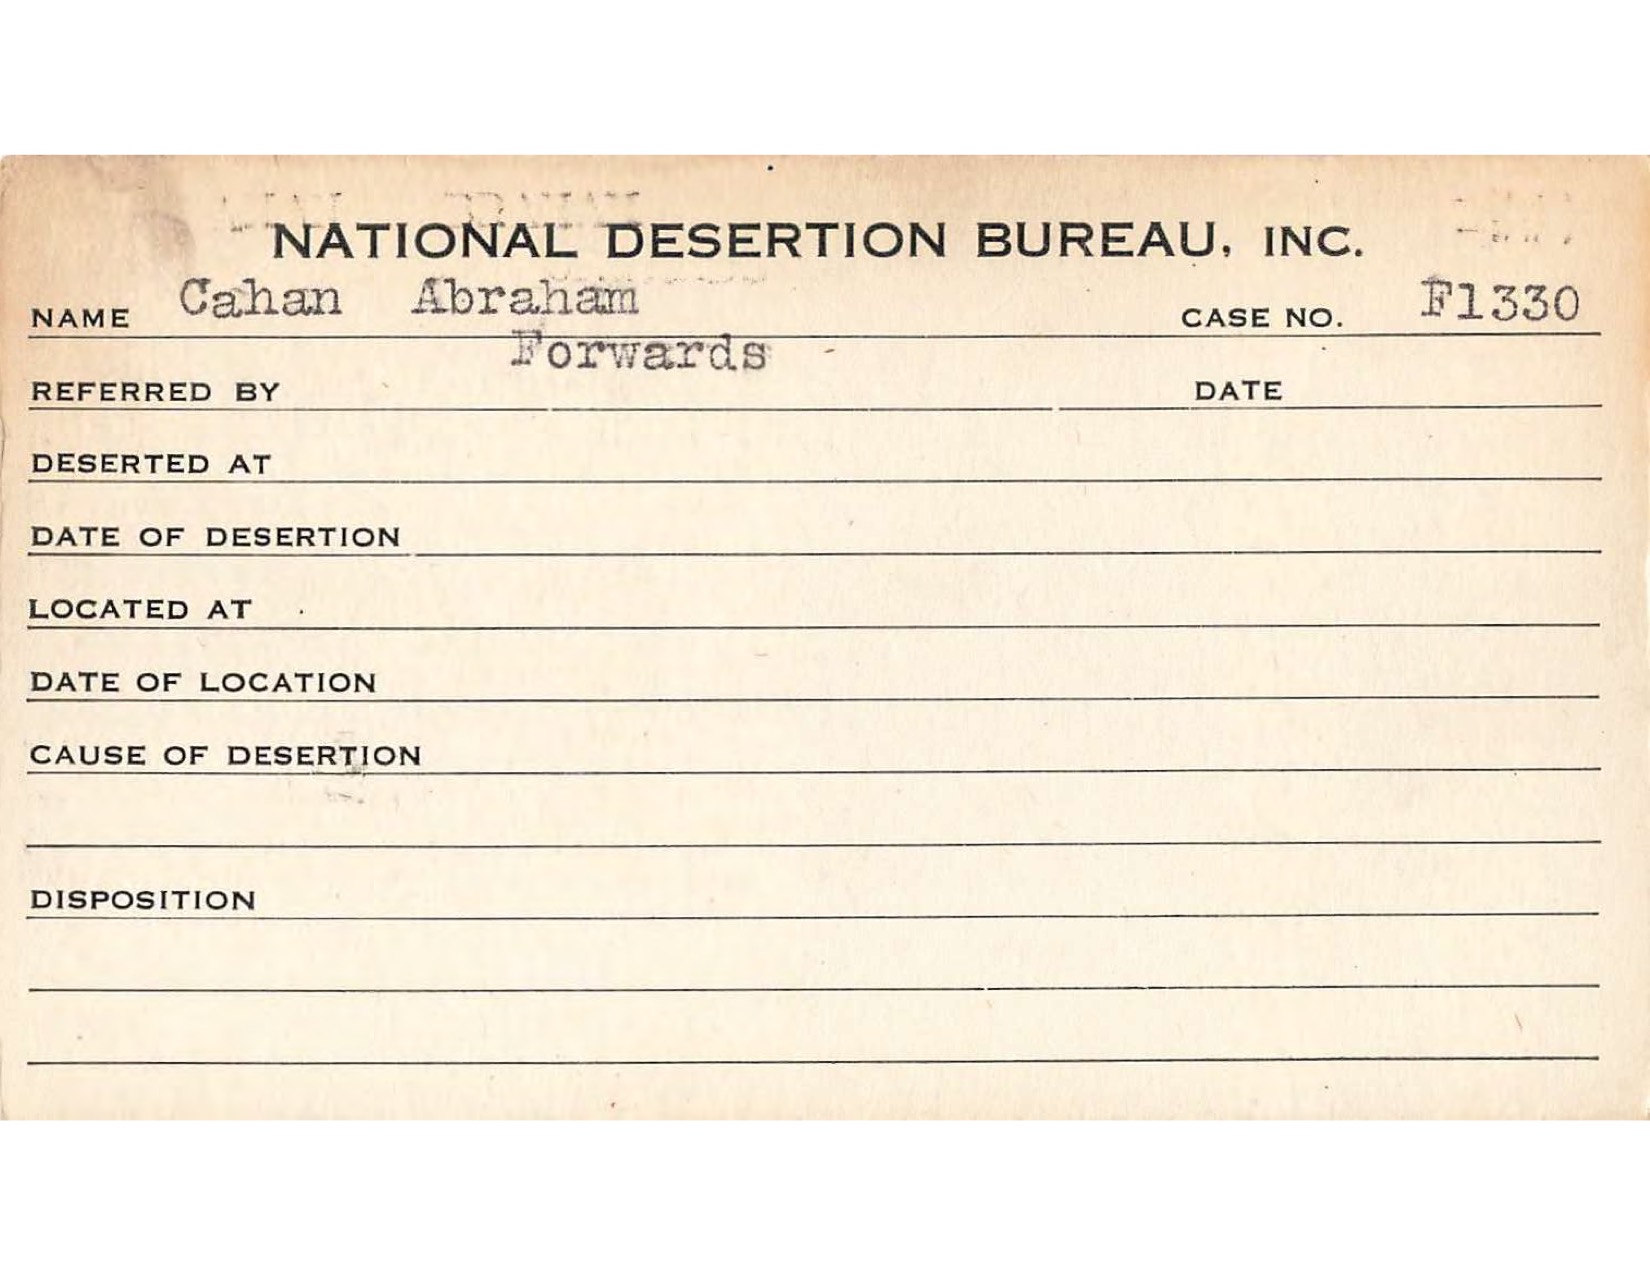 NATIONAL DESERTION BUREAU, INC.
NAME Cahan Abraham CASE NO. F1330
Forwards
REFERRED BY DATE
DESERTED AT
DATE OF DESERTION
LOCATED AT
DATE OF LOCATION
CAUSE OF DESERTION
DISPOSITION